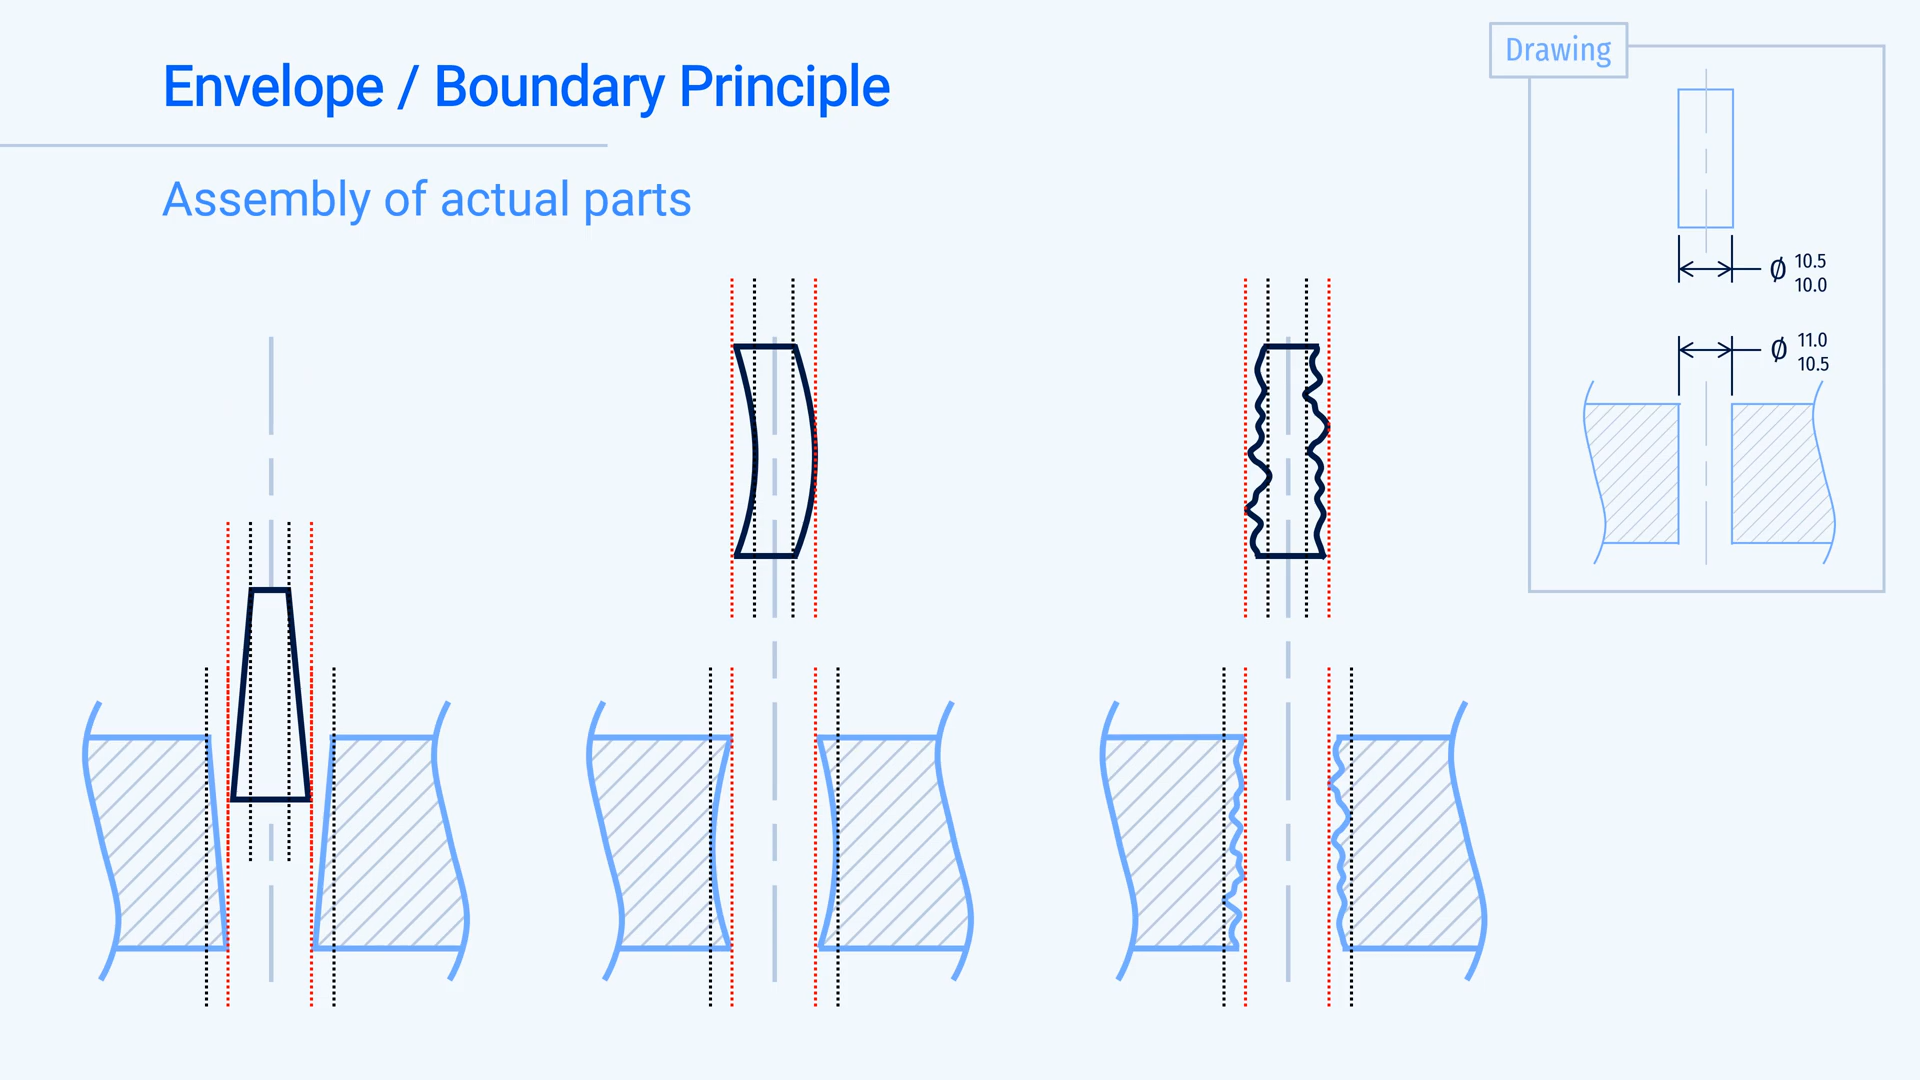 Envelope / Boundary Principle
Assembly of actual parts
Drawing
Ø 10.5
10.0
Ø 11.0
10.5